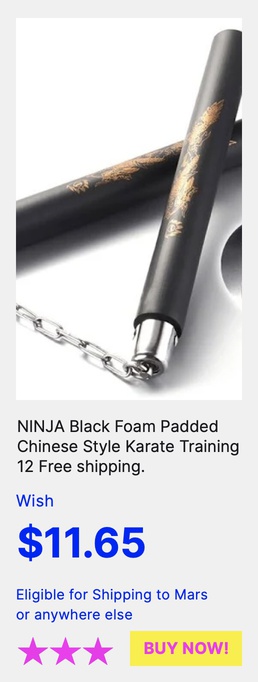 NINJA Black Foam Padded
Chinese Style Karate Training
12 Free shipping.
Wish
$11.65
Eligible for Shipping to Mars
or anywhere else
BUY NOW!